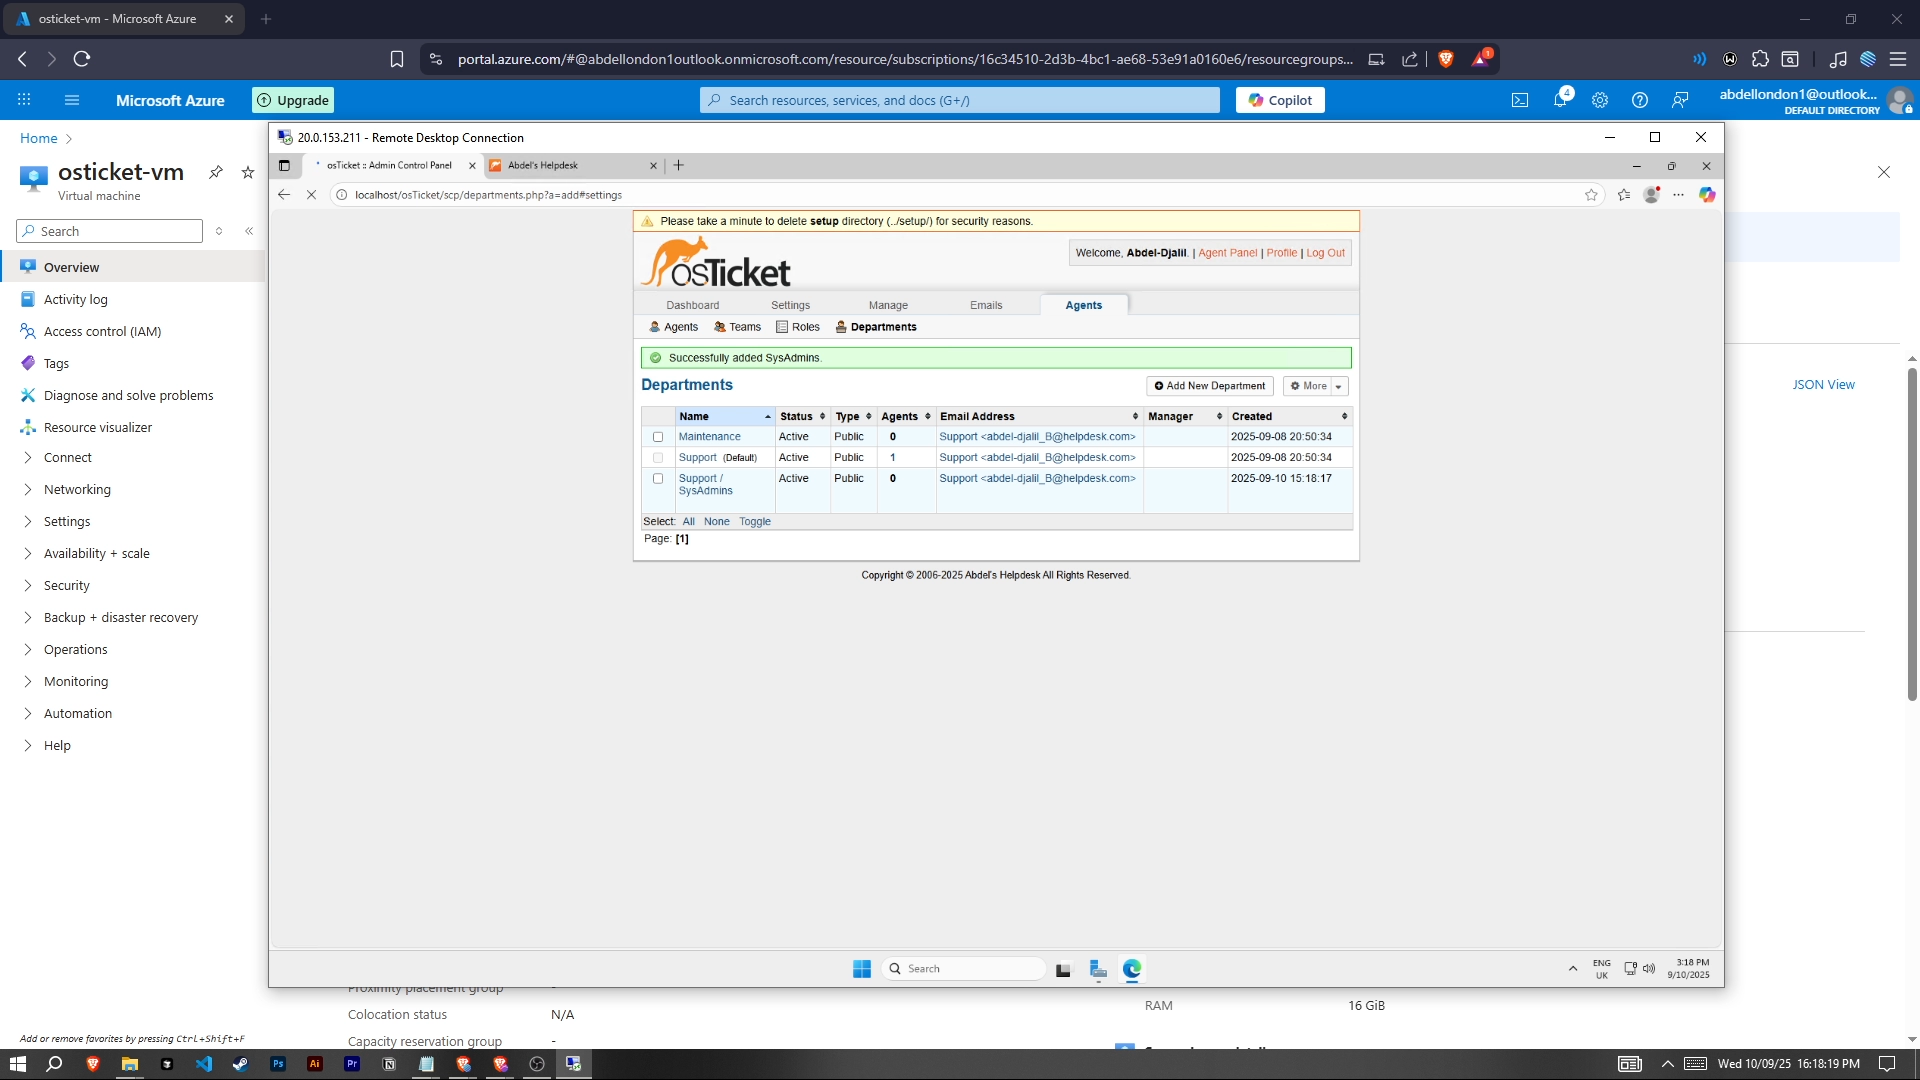 osticket-vm - Microsoft Azure
portal.azure.com/#@abdellondon1outlook.onmicrosoft.com/resource/subscriptions/16c34510-2d3b-4bc1-ae68-53e91a0160e6/resourcegroups...
1
Microsoft Azure
Upgrade
Search resources, services, and docs (G+/)
Copilot
4
abdellondon1@outlook...
DEFAULT DIRECTORY
Home
osticket-vm
Virtual machine
Search
Overview
Activity log
Access control (IAM)
Tags
Diagnose and solve problems
Resource visualizer
Connect
Networking
Settings
Availability + scale
Security
Backup + disaster recovery
Operations
Monitoring
Automation
Help
Add or remove favorites by pressing Ctrl+Shift+F
JSON View
20.0.153.211 - Remote Desktop Connection
osTicket :: Admin Control Panel
Abdel's Helpdesk
localhost/osTicket/scp/departments.php?a=add#settings
Please take a minute to delete setup directory (../setup/) for security reasons.
osTicket
Welcome, Abdel-Djalil. | Agent Panel | Profile | Log Out
Dashboard Settings Manage Emails Agents
Agents Teams Roles Departments
Successfully added SysAdmins.
Departments
Add New Department
More
Name Status Type Agents Email Address Manager Created
Maintenance Active Public 0 Support <abdel-djalil_B@helpdesk.com> 2025-09-08 20:50:34
Support (Default) Active Public 1 Support <abdel-djalil_B@helpdesk.com> 2025-09-08 20:50:34
Support / SysAdmins Active Public 0 Support <abdel-djalil_B@helpdesk.com> 2025-09-10 15:18:17
Select: All None Toggle
Page: [1]
Copyright © 2006-2025 Abdel's Helpdesk All Rights Reserved.
Search
ENG
UK
3:18 PM
9/10/2025
Proximity placement group -
Colocation status N/A
Capacity reservation group -
RAM 16 GiB
Ps
Ai
Pr
Wed 10/09/25 16:18:19 PM